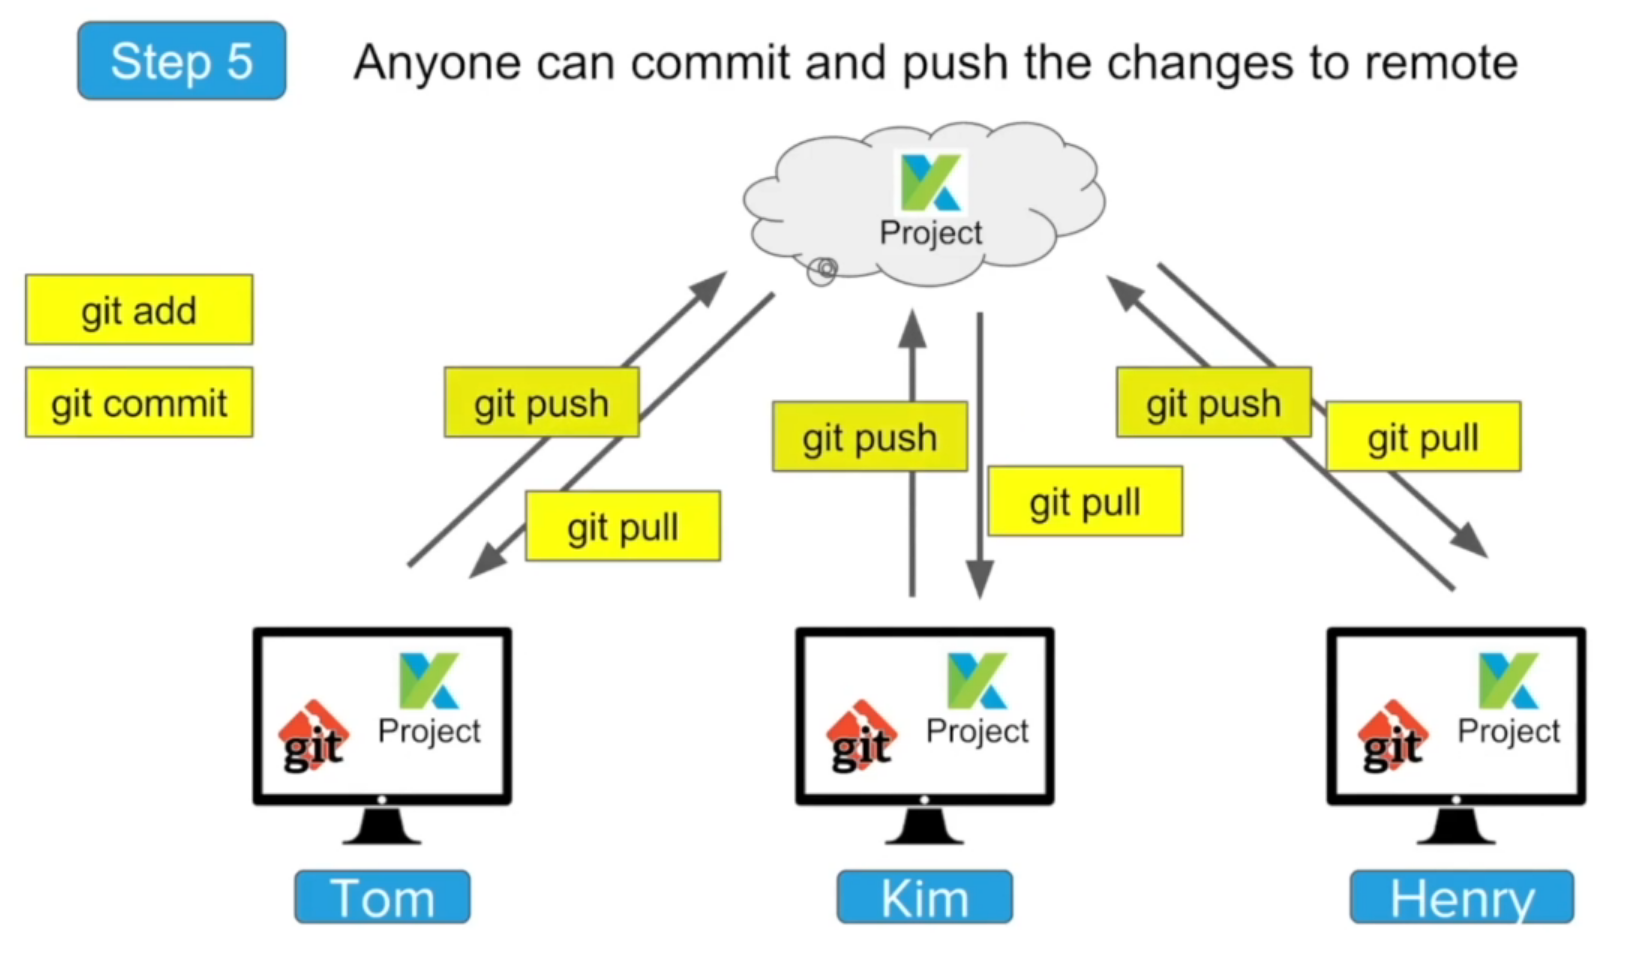 Step 5
Anyone can commit and push the changes to remote
Project
git add
git commit
git push
git pull
git push
git pull
git push
git pull
git
Project
git
Project
git
Project
Tom
Kim
Henry